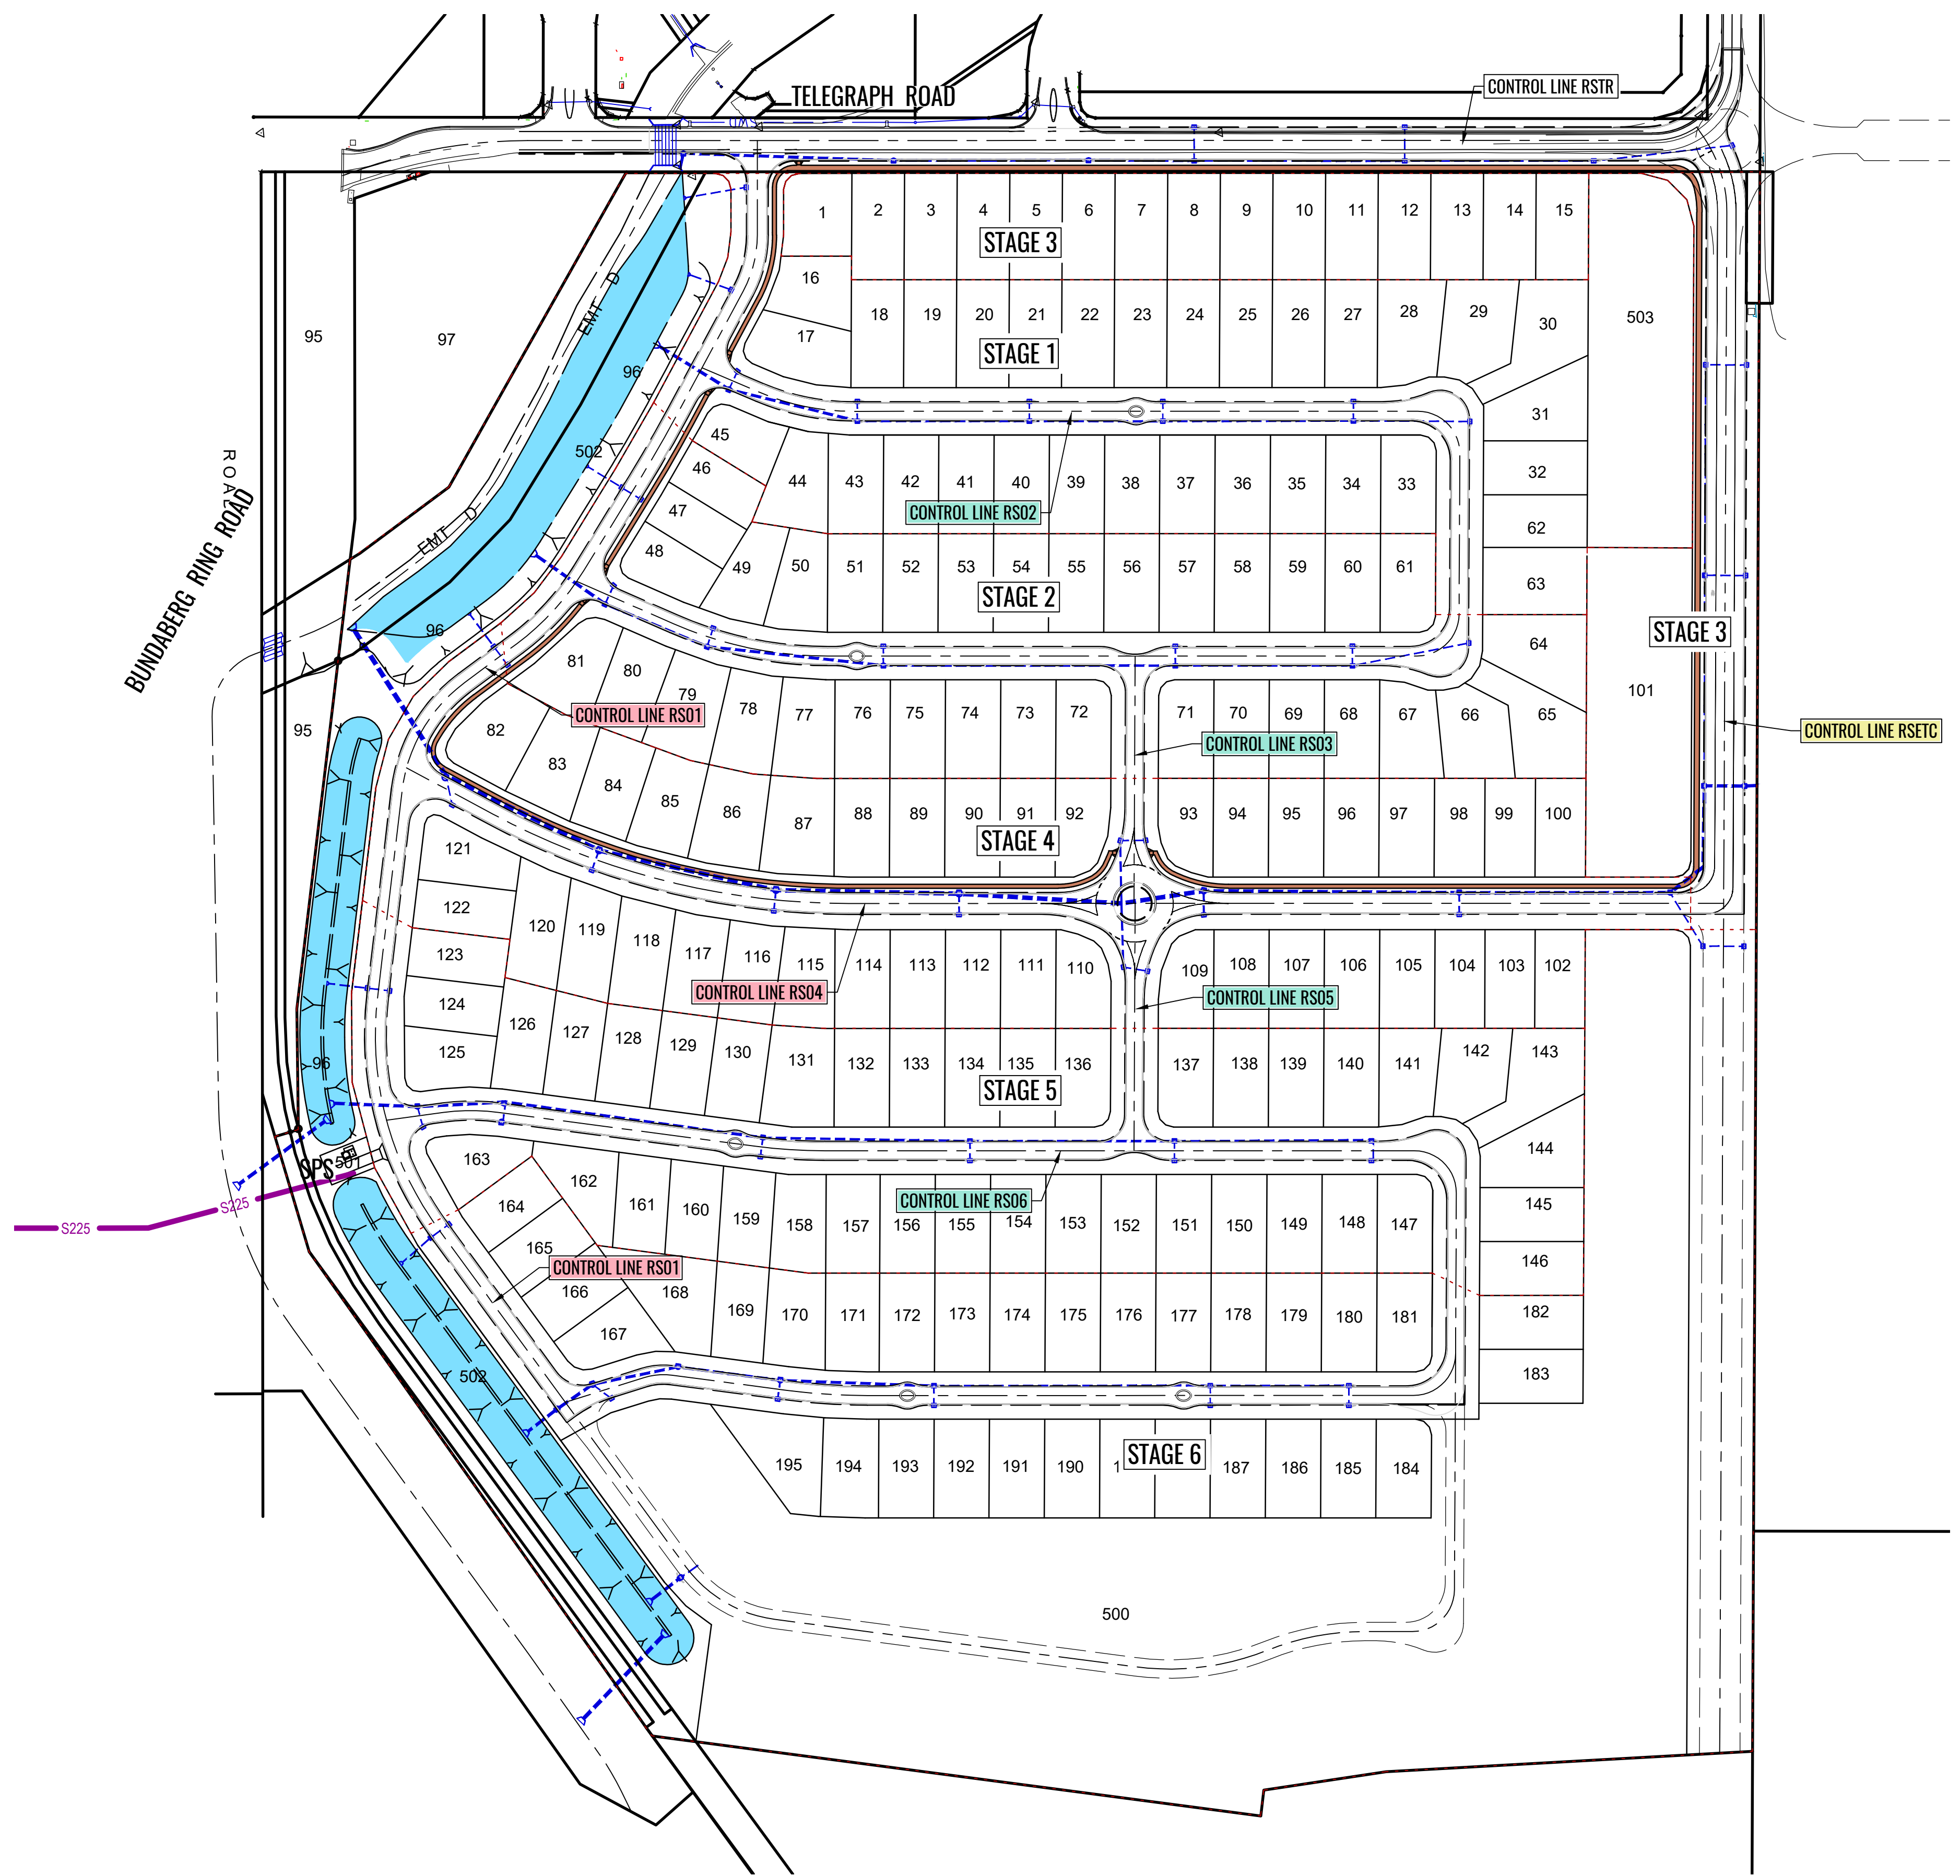 TELEGRAPH ROAD
CONTROL LINE RSTR
1 2 3 4 5 6 7 8 9 10 11 12 13 14 15
STAGE 3
EMT D
16
17
18 19 20 21 22 23 24 25 26 27 28 29 30
503
STAGE 1
95
97
96
31
ROAD
BUNDABERG RING ROAD
502
45
46
47
48
44 43 42 41 40 39 38 37 36 35 34 33
32
CONTROL LINE RS02
EMT D
62
49 50 51 52 53 54 55 56 57 58 59 60 61
63
STAGE 2
STAGE 3
96
64
81 80 79 78 77 76 75 74 73 72 71 70 69 68 67 66 65
101
95
82
CONTROL LINE RS01
CONTROL LINE RS03
CONTROL LINE RSETC
83 84 85 86 87 88 89 90 91 92 93 94 95 96 97 98 99 100
STAGE 4
121
122
123
124
125
120 119 118 117 116 115 114 113 112 111 110 109 108 107 106 105 104 103 102
CONTROL LINE RS04
CONTROL LINE RS05
126 127 128 129 130 131 132 133 134 135 136 137 138 139 140 141 142 143
96
STAGE 5
144
SPS
501
163
164
165
166
167
162 161 160 159 158 157 156 155 154 153 152 151 150 149 148 147
145
146
CONTROL LINE RS06
S225 S225
CONTROL LINE RS01
168 169 170 171 172 173 174 175 176 177 178 179 180 181
182
183
502
195 194 193 192 191 190
STAGE 6
187 186 185 184
500